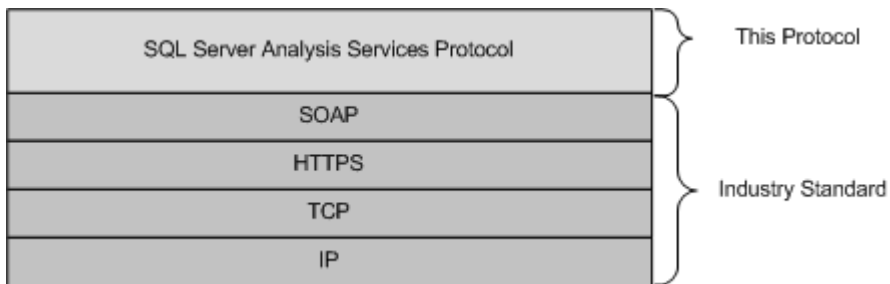 SQL Server Analysis Services Protocol
This Protocol
SOAP
HTTPS
TCP
IP
Industry Standard